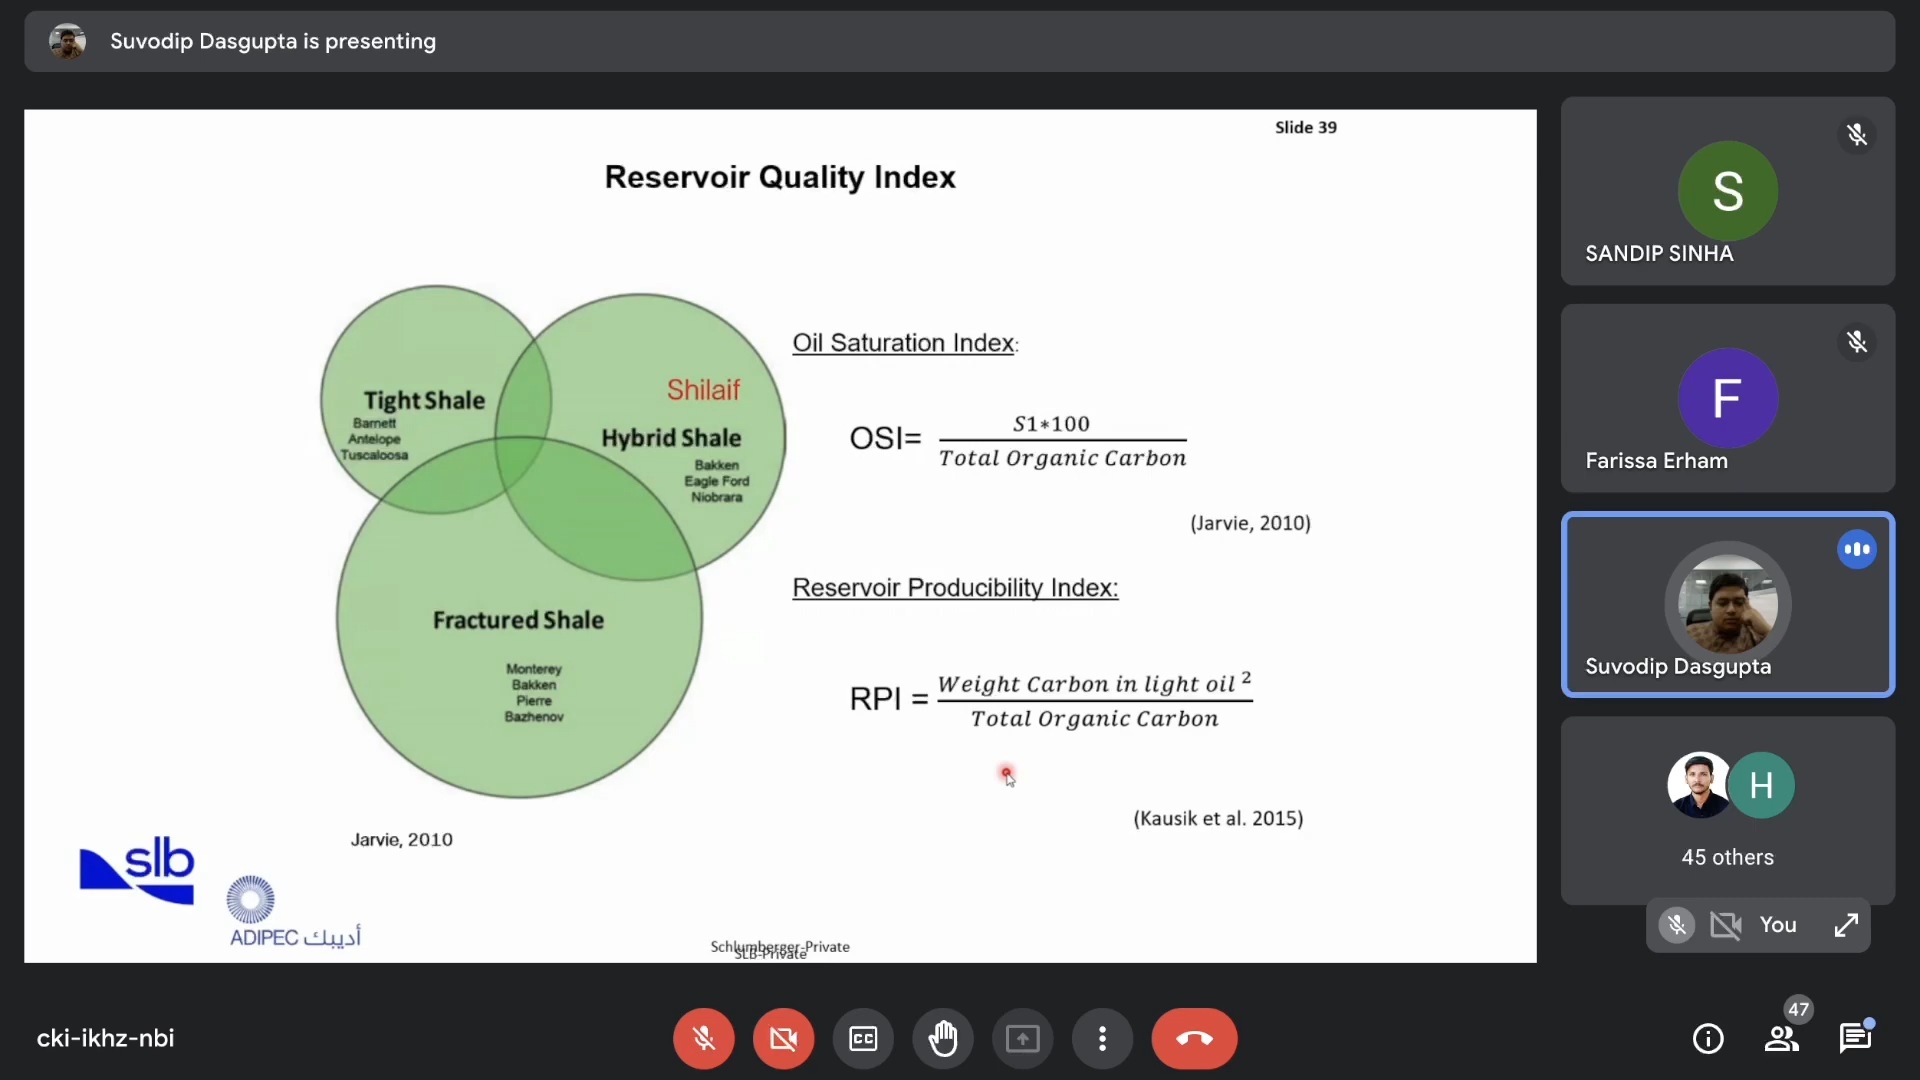 Suvodip Dasgupta is presenting
Slide 39
Reservoir Quality Index
Tight Shale
Barnett
Antelope
Tuscaloosa
Shilaif
Hybrid Shale
Bakken
Eagle Ford
Niobrara
Fractured Shale
Monterey
Bakken
Pierre
Bazhenov
Jarvie, 2010
Oil Saturation Index:
OSI= S1*100
Total Organic Carbon
(Jarvie, 2010)
Reservoir Producibility Index:
RPI = Weight Carbon in light oil ²
Total Organic Carbon
(Kausik et al. 2015)
slb
ADIPEC أديبك
Schlumberger-Private
SLB-Private
S
SANDIP SINHA
F
Farissa Erham
Suvodip Dasgupta
H
45 others
You
cki-ikhz-nbi
CC
47